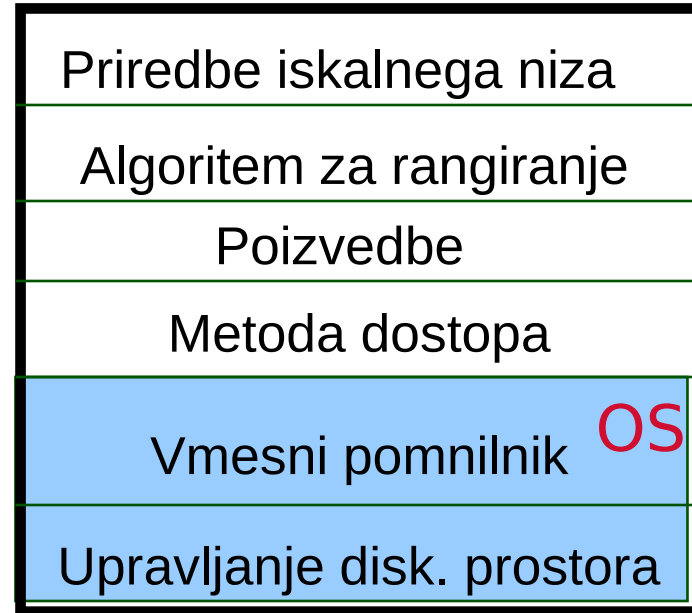 Priredbe iskalnega niza
Algoritem za rangiranje
Poizvedbe
Metoda dostopa
OS
Vmesni pomnilnik
Upravljanje disk. prostora